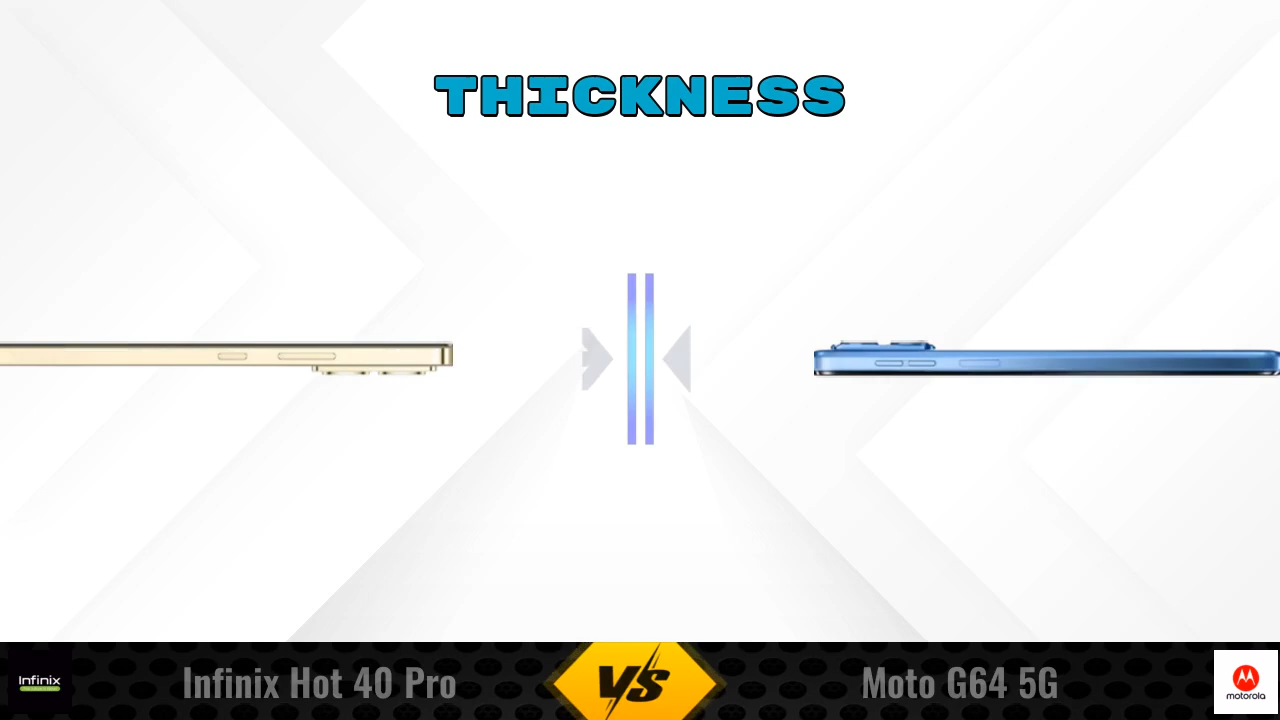 THICKNESS
Infinix
Infinix Hot 40 Pro
VS
Moto G64 5G
motorola